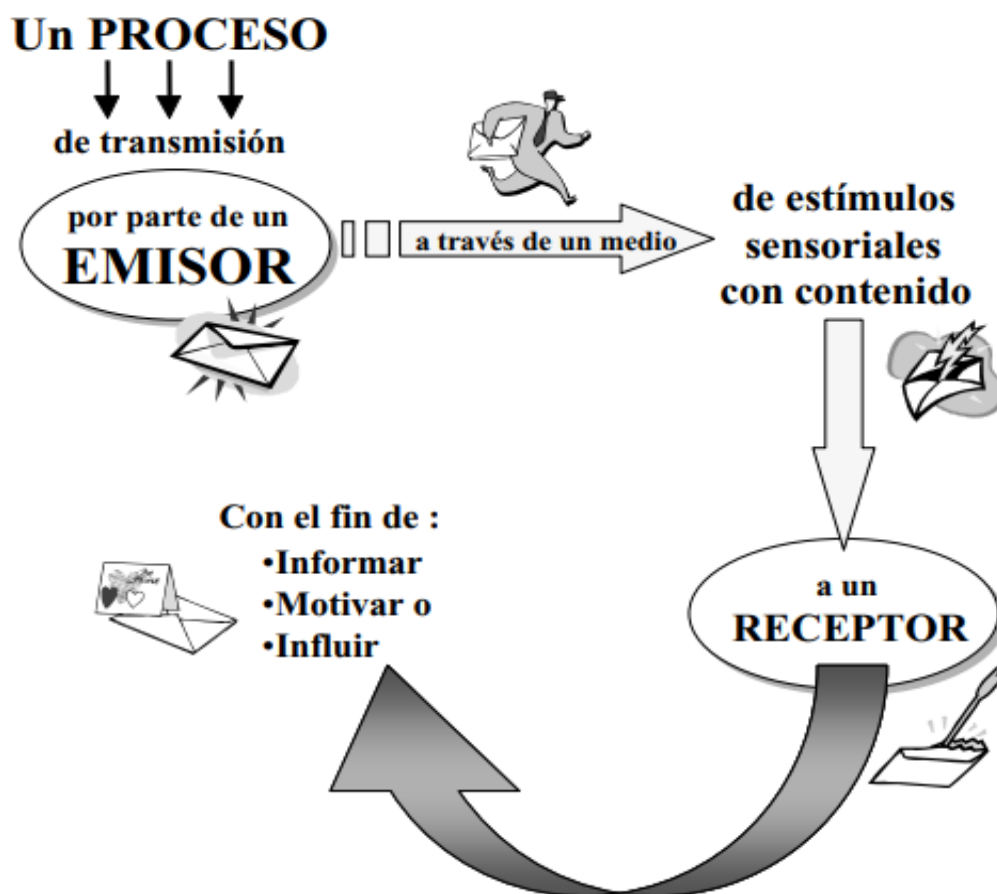 Un PROCESO
de transmisión
por parte de un
EMISOR
a través de un medio
de estímulos
sensoriales
con contenido
a un
RECEPTOR
Con el fin de :
•Informar
•Motivar o
•Influir